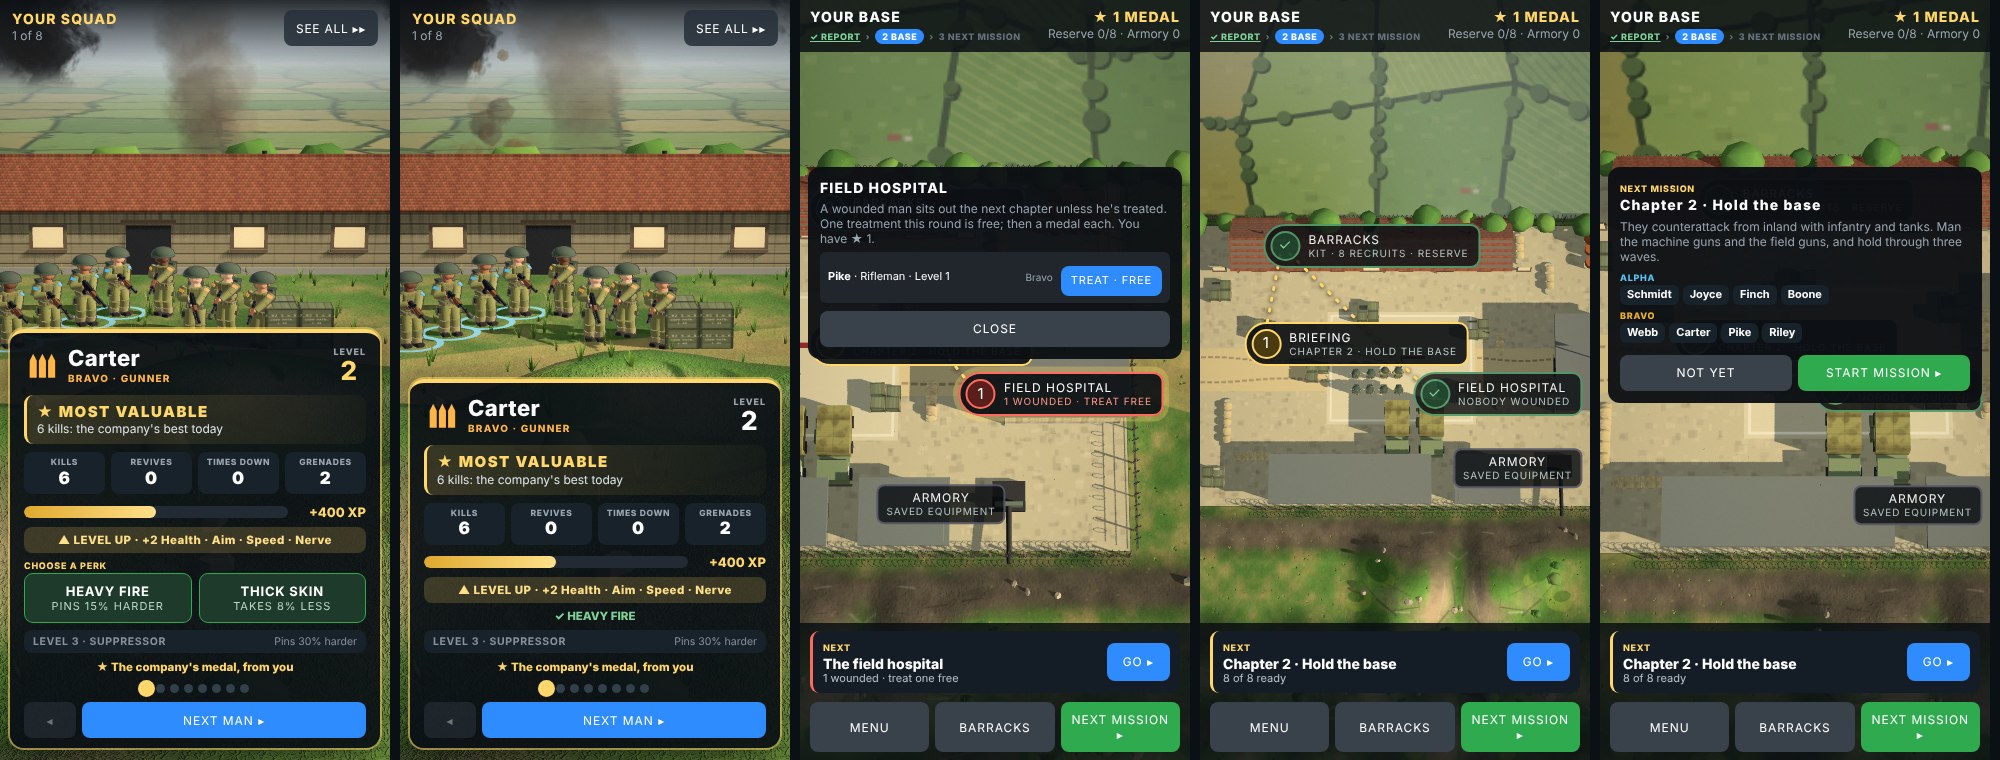 YOUR SQUAD
1 of 8
SEE ALL ▸▸
Carter
BRAVO · GUNNER
LEVEL
2
★ MOST VALUABLE
6 kills: the company's best today
KILLS
6
REVIVES
0
TIMES DOWN
0
GRENADES
2
+400 XP
▲ LEVEL UP · +2 Health · Aim · Speed · Nerve
CHOOSE A PERK
HEAVY FIRE
PINS 15% HARDER
THICK SKIN
TAKES 8% LESS
LEVEL 3 · SUPPRESSOR
Pins 30% harder
★ The company's medal, from you
◂
NEXT MAN ▸
YOUR SQUAD
1 of 8
SEE ALL ▸▸
Carter
BRAVO · GUNNER
LEVEL
2
★ MOST VALUABLE
6 kills: the company's best today
KILLS
6
REVIVES
0
TIMES DOWN
0
GRENADES
2
+400 XP
▲ LEVEL UP · +2 Health · Aim · Speed · Nerve
✓ HEAVY FIRE
LEVEL 3 · SUPPRESSOR
Pins 30% harder
★ The company's medal, from you
◂
NEXT MAN ▸
YOUR BASE
★ 1 MEDAL
✓ REPORT › 2 BASE › 3 NEXT MISSION
Reserve 0/8 · Armory 0
FIELD HOSPITAL
A wounded man sits out the next chapter unless he's treated.
One treatment this round is free; then a medal each. You
have ★ 1.
Pike · Rifleman · Level 1
Bravo
TREAT · FREE
CLOSE
1
FIELD HOSPITAL
1 WOUNDED · TREAT FREE
ARMORY
SAVED EQUIPMENT
NEXT
The field hospital
1 wounded · treat one free
GO ▸
MENU
BARRACKS
NEXT MISSION
▸
YOUR BASE
★ 1 MEDAL
✓ REPORT › 2 BASE › 3 NEXT MISSION
Reserve 0/8 · Armory 0
✓
BARRACKS
KIT · 8 RECRUITS · RESERVE
1
BRIEFING
CHAPTER 2 · HOLD THE BASE
✓
FIELD HOSPITAL
NOBODY WOUNDED
ARMORY
SAVED EQUIPMENT
NEXT
Chapter 2 · Hold the base
8 of 8 ready
GO ▸
MENU
BARRACKS
NEXT MISSION
▸
YOUR BASE
★ 1 MEDAL
✓ REPORT › 2 BASE › 3 NEXT MISSION
Reserve 0/8 · Armory 0
NEXT MISSION
Chapter 2 · Hold the base
They counterattack from inland with infantry and tanks. Man
the machine guns and the field guns, and hold through three
waves.
ALPHA
Schmidt
Joyce
Finch
Boone
BRAVO
Webb
Carter
Pike
Riley
NOT YET
START MISSION ▸
ARMORY
SAVED EQUIPMENT
NEXT
Chapter 2 · Hold the base
8 of 8 ready
GO ▸
MENU
BARRACKS
NEXT MISSION
▸